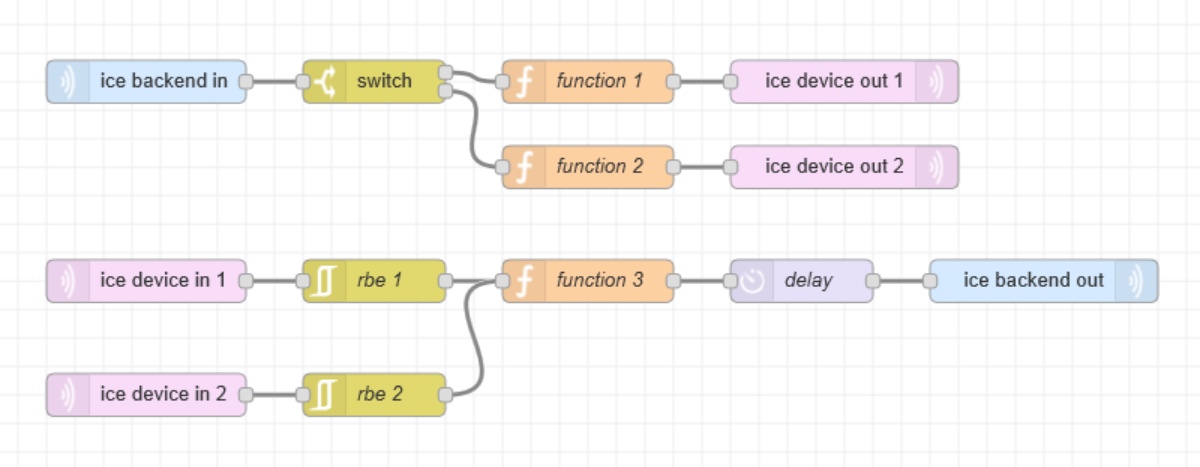 ice backend in
switch
function 1
ice device out 1
function 2
ice device out 2
ice device in 1
rbe 1
function 3
delay
ice backend out
ice device in 2
rbe 2